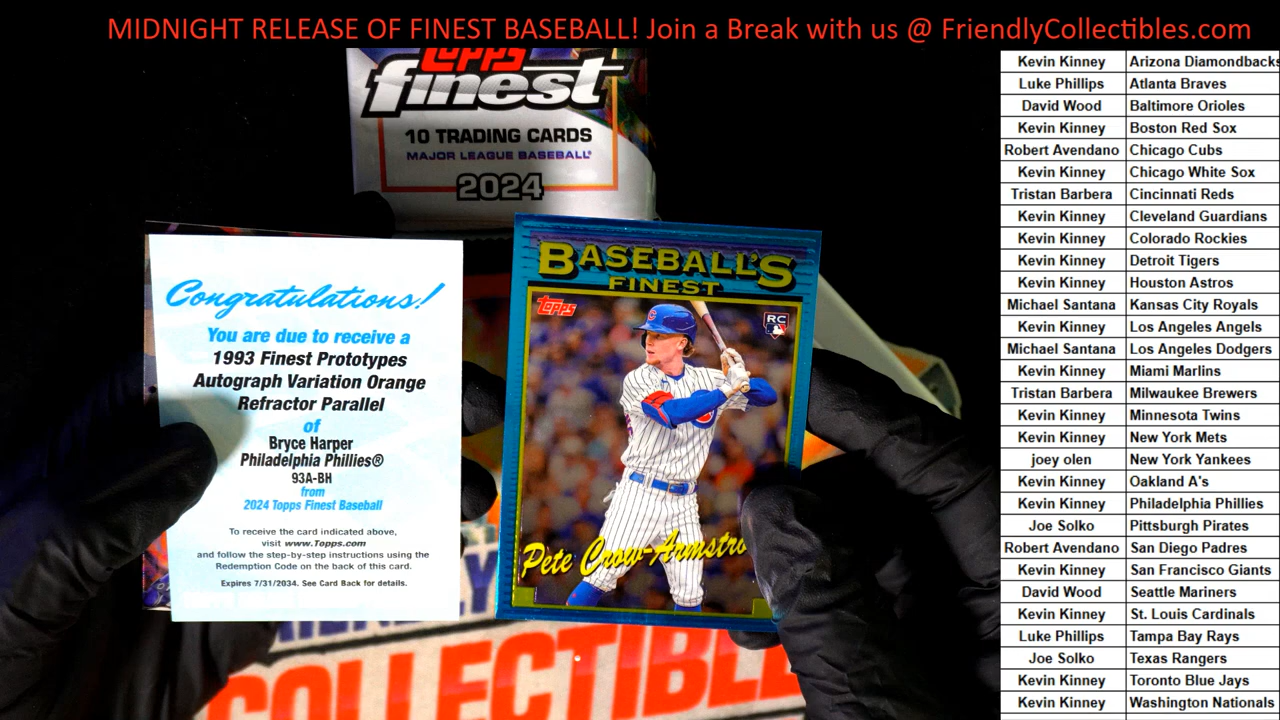 MIDNIGHT RELEASE OF FINEST BASEBALL! Join a Break with us @ FriendlyCollectibles.com
TOPPS
finest
10 TRADING CARDS
MAJOR LEAGUE BASEBALL®
2024
Congratulations!
You are due to receive a
1993 Finest Prototypes
Autograph Variation Orange
Refractor Parallel
of
Bryce Harper
Philadelphia Phillies®
93A-BH
from
2024 Topps Finest Baseball
To receive the card indicated above,
visit www.Topps.com
and follow the step-by-step instructions using the
Redemption Code on the back of this card.
Expires 7/31/2034. See Card Back for details.
BASEBALL'S
FINEST
Topps
RC
Pete Crow-Armstro
COLLECTIB
Kevin Kinney Arizona Diamondbacks
Luke Phillips Atlanta Braves
David Wood Baltimore Orioles
Kevin Kinney Boston Red Sox
Robert Avendano Chicago Cubs
Kevin Kinney Chicago White Sox
Tristan Barbera Cincinnati Reds
Kevin Kinney Cleveland Guardians
Kevin Kinney Colorado Rockies
Kevin Kinney Detroit Tigers
Kevin Kinney Houston Astros
Michael Santana Kansas City Royals
Kevin Kinney Los Angeles Angels
Michael Santana Los Angeles Dodgers
Kevin Kinney Miami Marlins
Tristan Barbera Milwaukee Brewers
Kevin Kinney Minnesota Twins
Kevin Kinney New York Mets
joey olen New York Yankees
Kevin Kinney Oakland A's
Kevin Kinney Philadelphia Phillies
Joe Solko Pittsburgh Pirates
Robert Avendano San Diego Padres
Kevin Kinney San Francisco Giants
David Wood Seattle Mariners
Kevin Kinney St. Louis Cardinals
Luke Phillips Tampa Bay Rays
Joe Solko Texas Rangers
Kevin Kinney Toronto Blue Jays
Kevin Kinney Washington Nationals